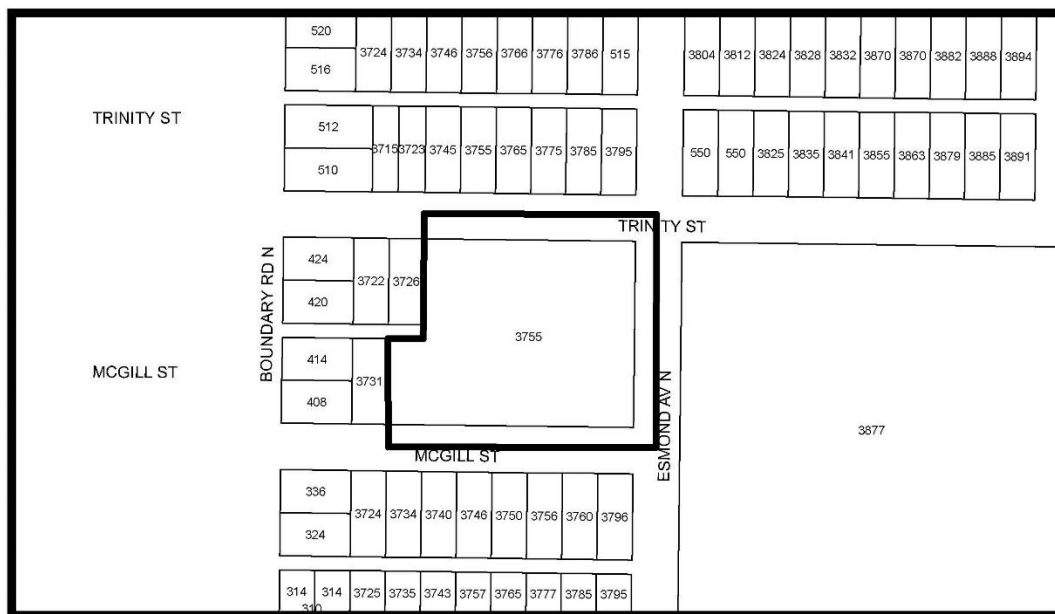 520
516
3724 3734 3746 3756 3766 3776 3786 515
3804 3812 3824 3828 3832 3870 3870 3882 3888 3894
TRINITY ST
512
510
3715 3723 3745 3755 3765 3775 3785 3795
550 550 3825 3835 3841 3855 3863 3879 3885 3891
TRINITY ST
BOUNDARY RD N
424
420
3722 3726
3755
414
408
3731
MCGILL ST
ESMOND AV N
3877
MCGILL ST
336
324
3724 3734 3740 3746 3750 3756 3760 3796
314 314 3725 3735 3743 3757 3765 3777 3785 3795
310